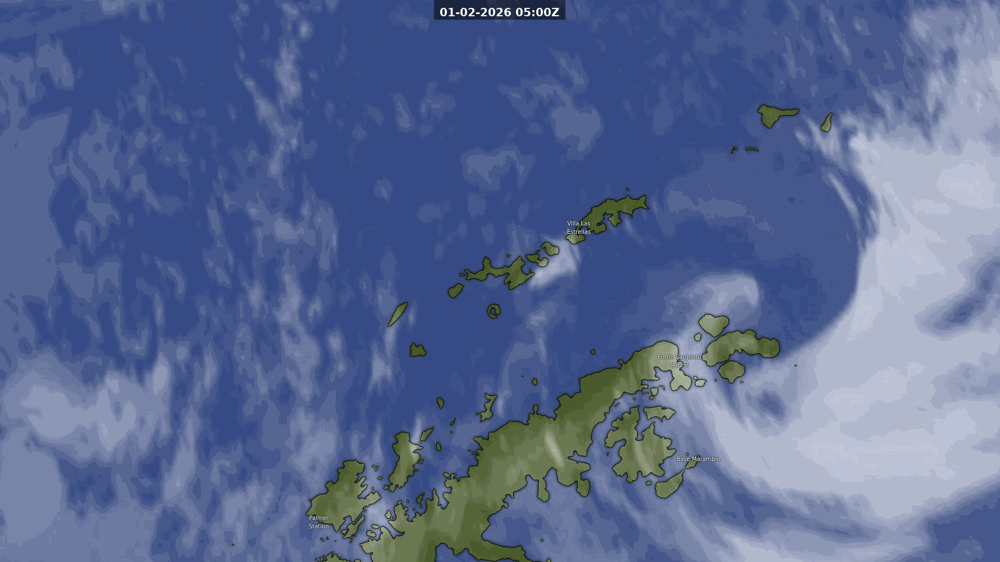 01-02-2026 05:00Z
Villa Las
Estrellas
Fortín Sargento
Cabral
Base Marambio
Palmer
Station